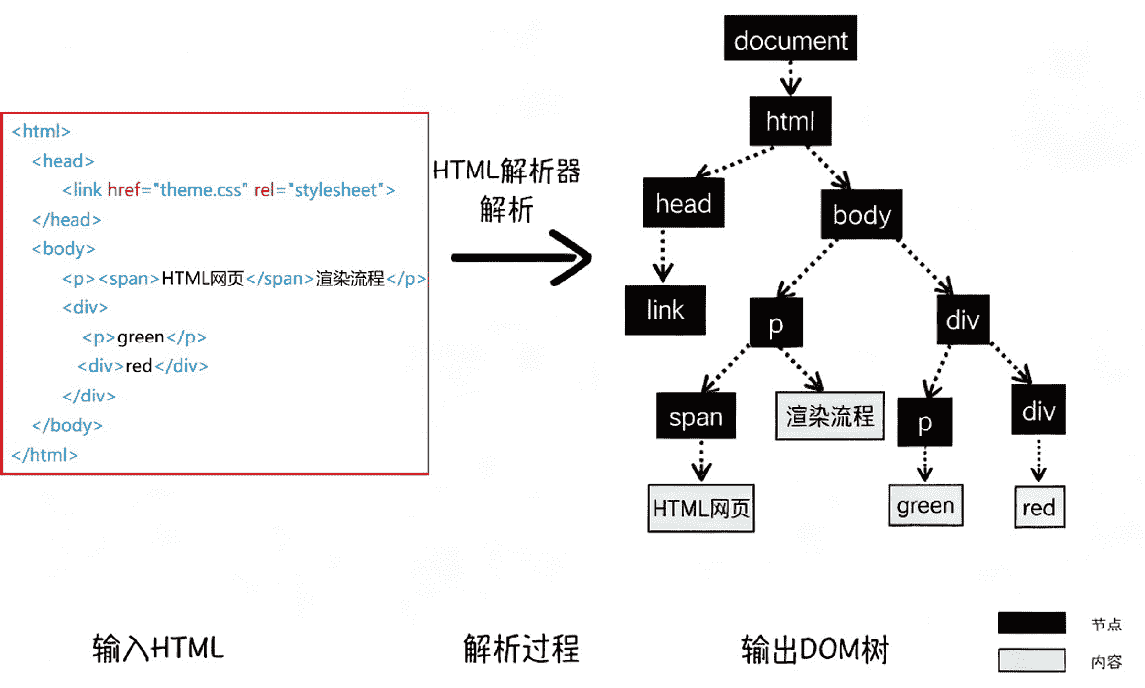 <html>
<head>
<link href="theme.css" rel="stylesheet">
</head>
<body>
<p><span>HTML网页</span>渲染流程</p>
<div>
<p>green</p>
<div>red</div>
</div>
</body>
</html>
HTML解析器
解析
document
html
head
body
link
p
div
span
渲染流程
p
div
HTML网页
green
red
输入HTML
解析过程
输出DOM树
节点
内容